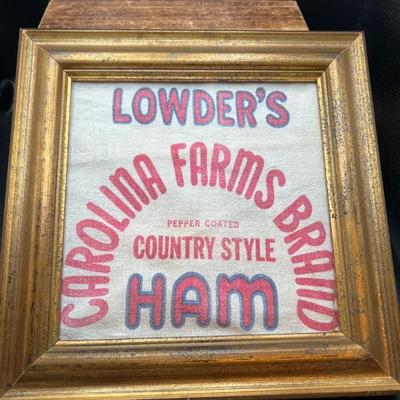 LOWDER'S
CAROLINA FARMS BRAND
PEPPER COATED
COUNTRY STYLE
HAM